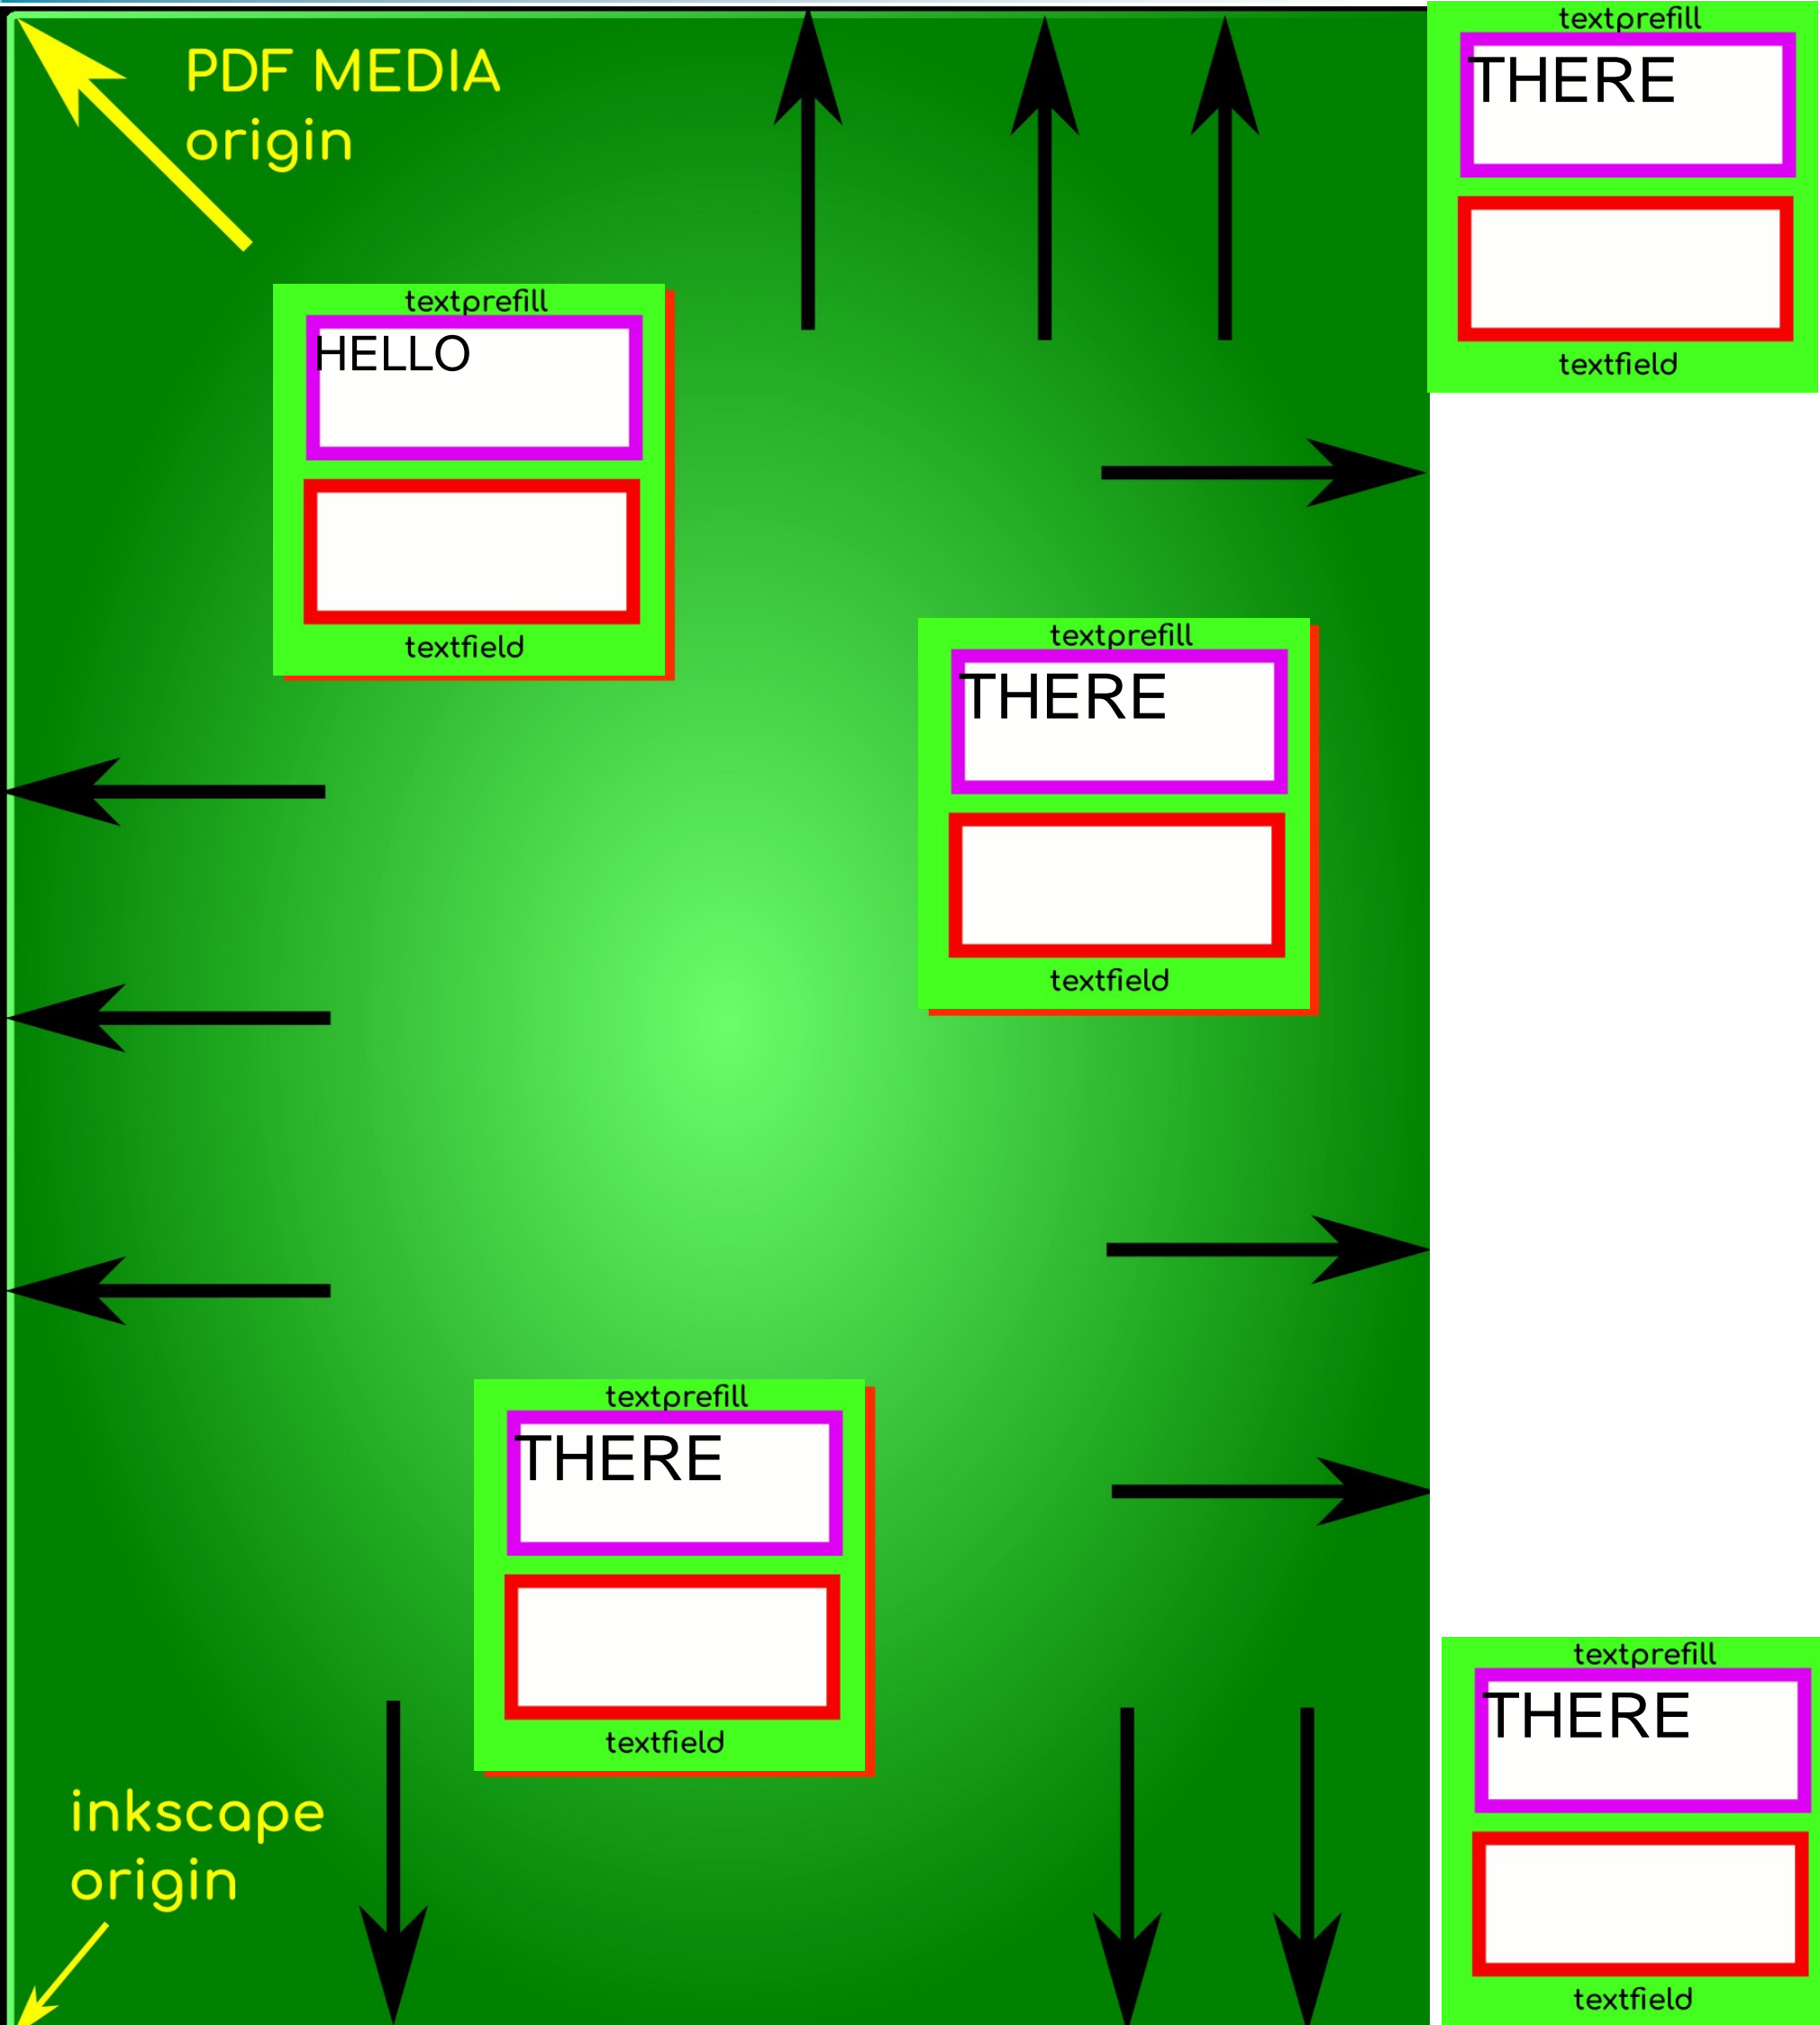 PDF MEDIA
origin
textprefill
THERE
textfield
textprefill
HELLO
textfield
textprefill
THERE
textfield
textprefill
THERE
textfield
textprefill
THERE
textfield
inkscape
origin